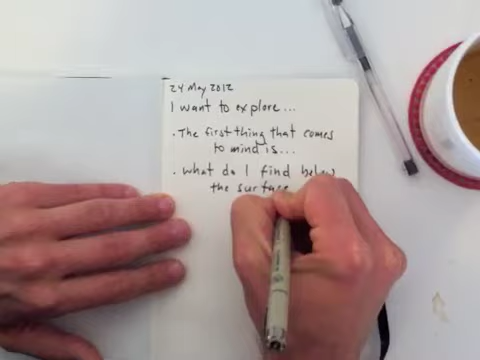 24 May 2012
I want to explore...
. The first thing that comes
to mind is...
. what do I find below
the surface